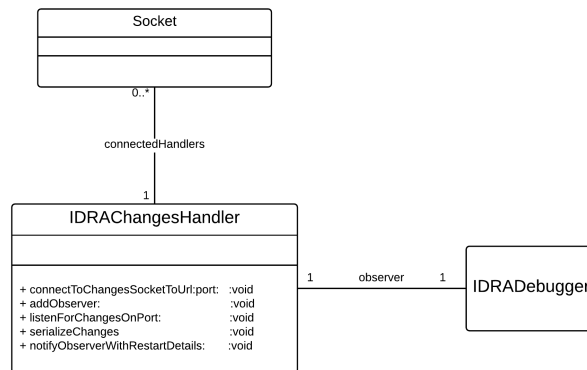 Socket
0..*
connectedHandlers
1
IDRAChangesHandler
+ connectToChangesSocketToUrl:port: :void
+ addObserver: :void
+ listenForChangesOnPort: :void
+ serializeChanges :void
+ notifyObserverWithRestartDetails: :void
1 observer 1
IDRADebugger